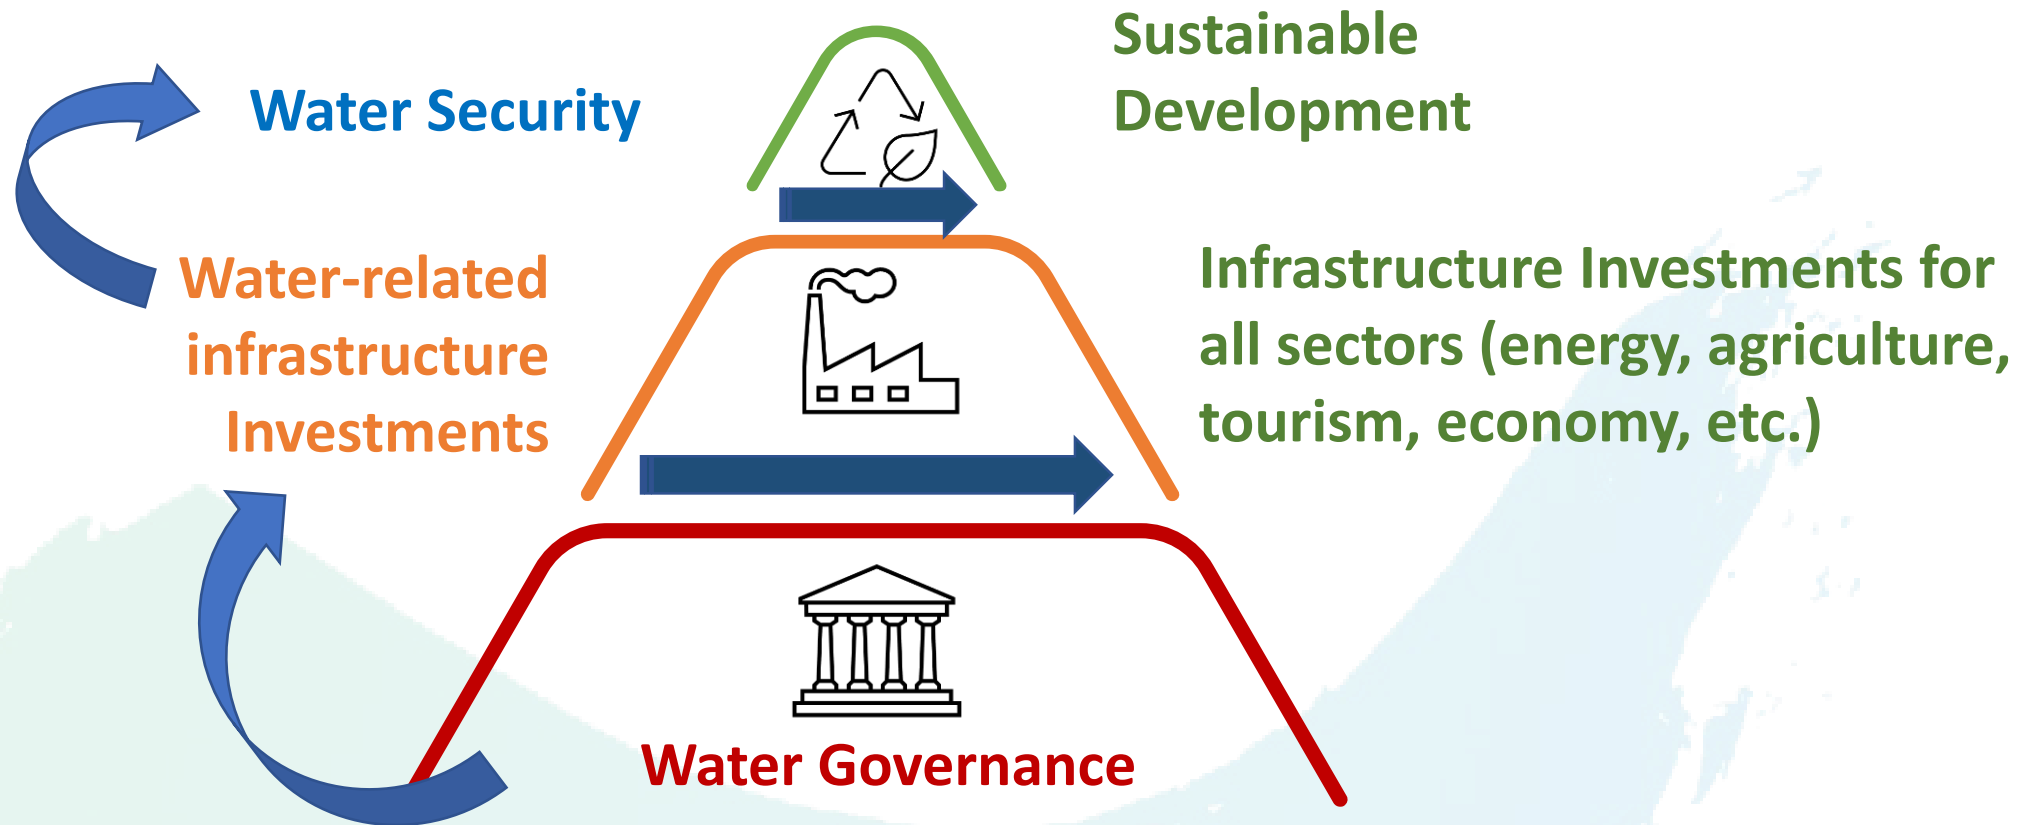 Water Security
Sustainable
Development
Water-related
infrastructure
Investments
Infrastructure Investments for
all sectors (energy, agriculture,
tourism, economy, etc.)
Water Governance